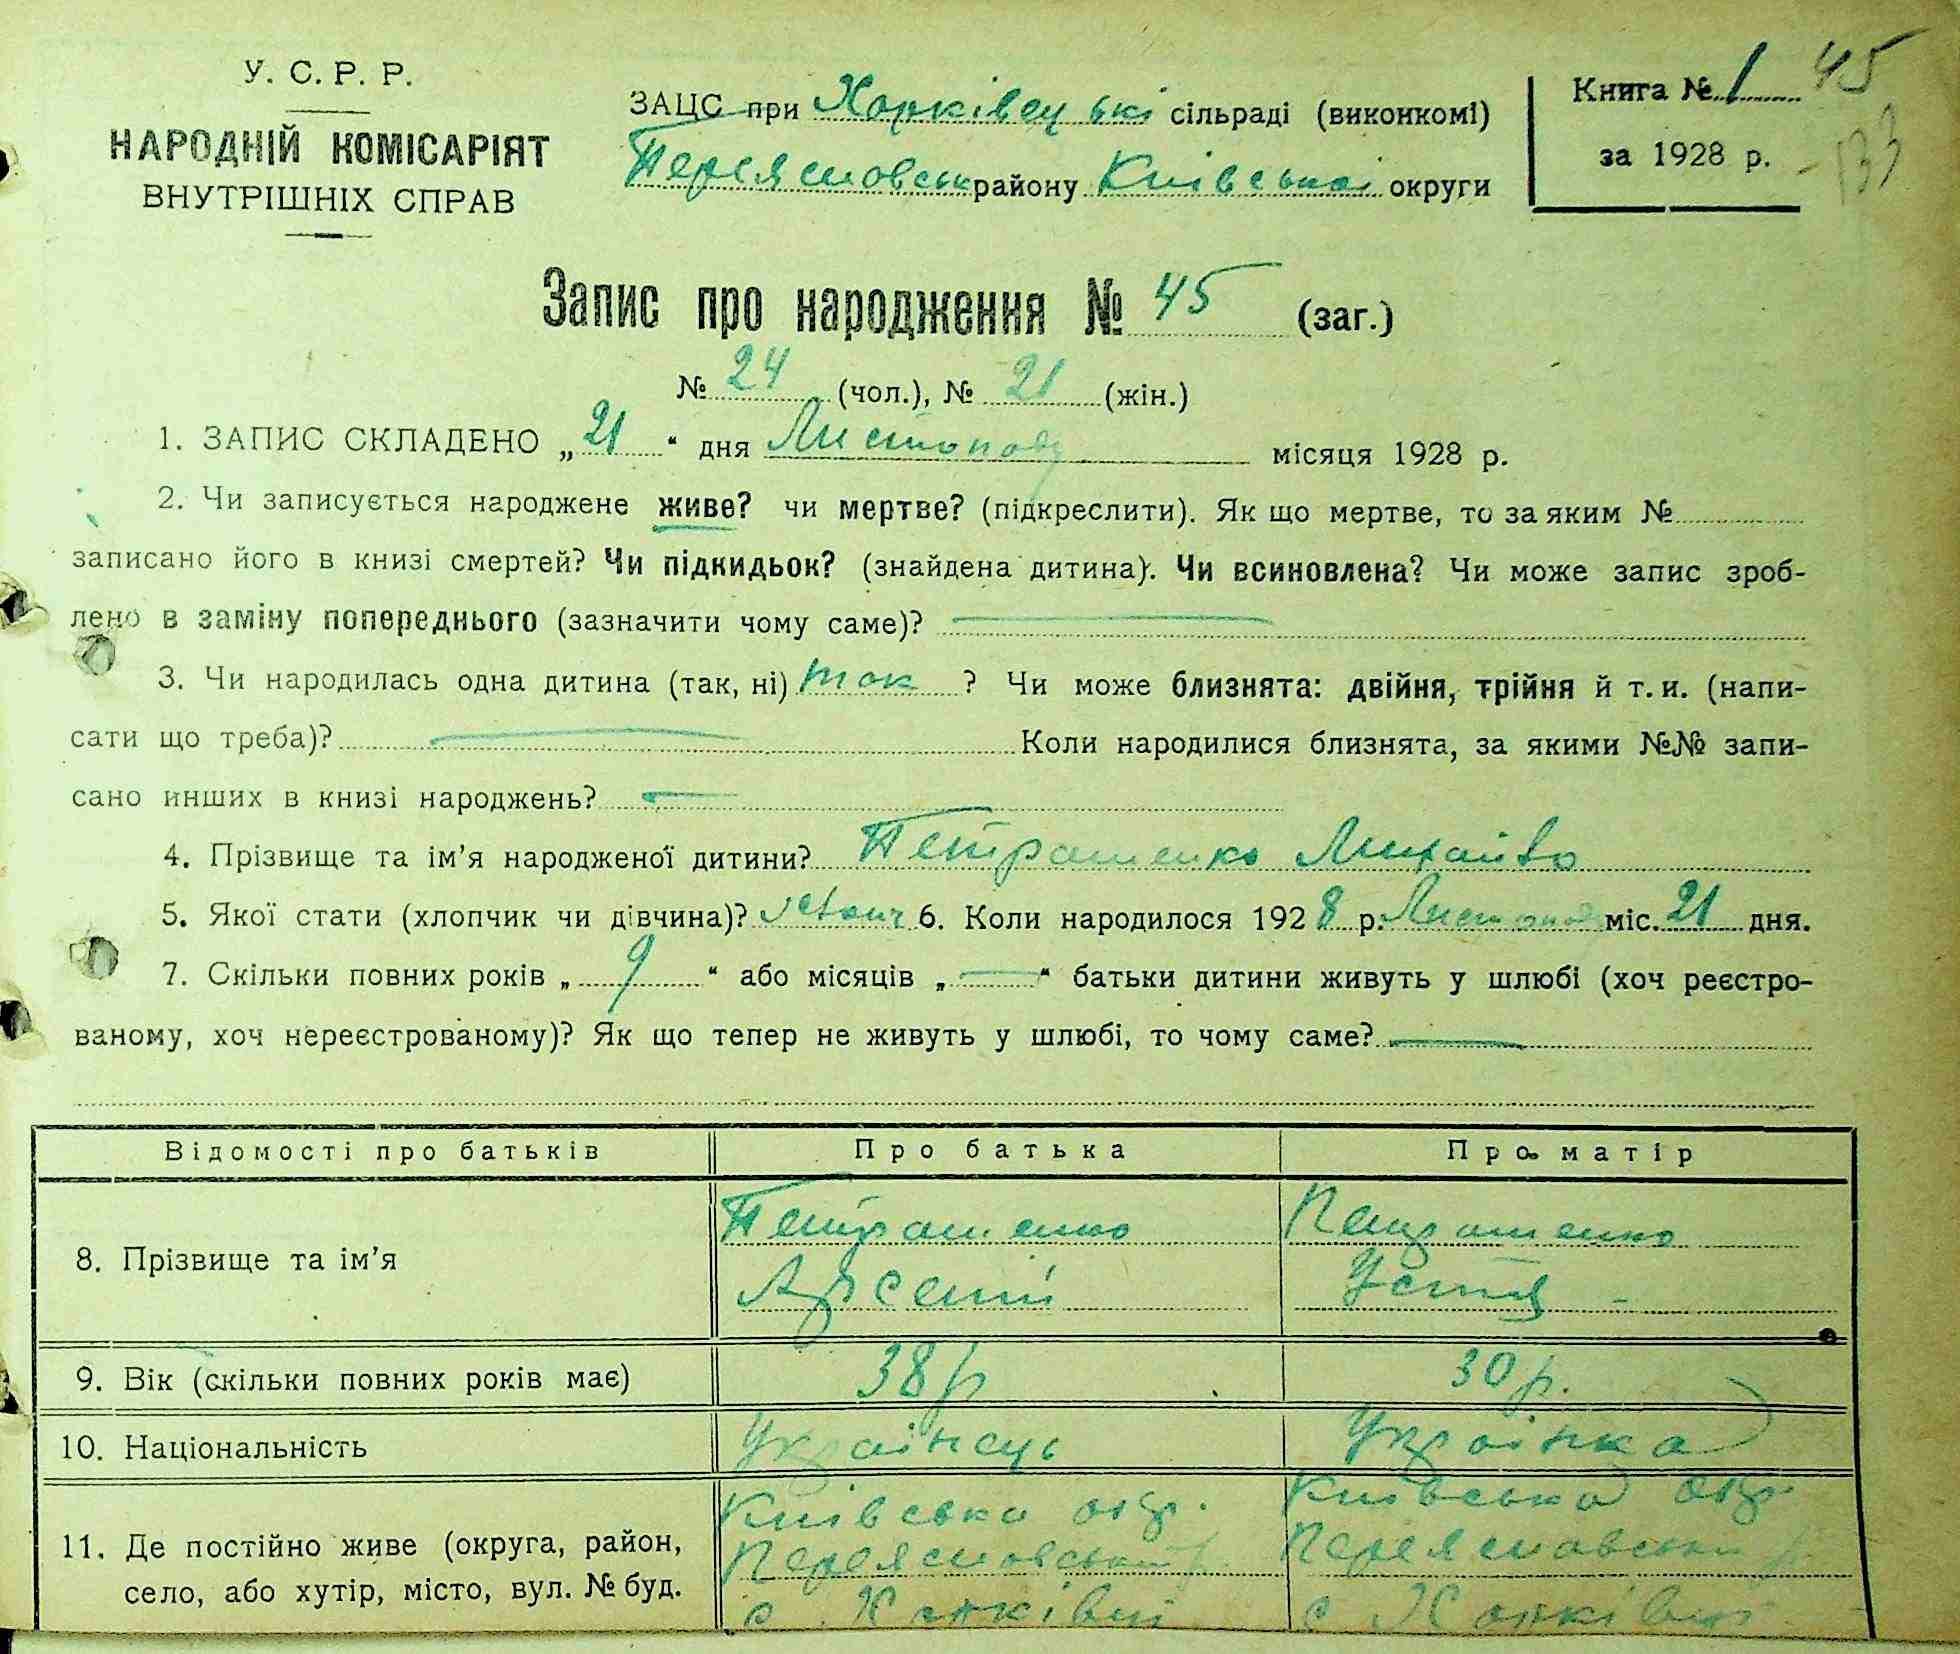 У. С. Р. Р.
НАРОДНІЙ КОМІСАРІЯТ
ВНУТРІШНІХ СПРАВ
ЗАЦС при Харківецькі сільраді (виконкомі)
Переяславськ району Київської округи
Книга № 1 45
за 1928 р. 133
Запис про народження № 45 (заг.)
№ 24 (чол.), № 21 (жін.)
1. ЗАПИС СКЛАДЕНО „21“ дня Листопаду місяця 1928 р.
2. Чи записується народжене живе? чи мертве? (підкреслити). Як що мертве, то за яким №
записано його в книзі смертей? Чи підкидьок? (знайдена дитина). Чи всиновлена? Чи може запис зроб-
лено в заміну попереднього (зазначити чому саме)?
3. Чи народилась одна дитина (так, ні) так ? Чи може близнята: двійня, трійня й т. и. (напи-
сати що треба)? Коли народилися близнята, за якими №№ запи-
сано инших в книзі народжень?
4. Прізвище та ім'я народженої дитини? Петрашенко Михайло
5. Якої стати (хлопчик чи дівчина)? 6. Коли народилося 1928 р. Листопад міс. 21 дня.
7. Скільки повних років „9“ або місяців „—“ батьки дитини живуть у шлюбі (хоч реєстро-
ваному, хоч нереєстрованому)? Як що тепер не живуть у шлюбі, то чому саме?
Відомості про батьків Про батька Про матір
8. Прізвище та ім'я Петрашенко Арсеній Петрашенко Устя
9. Вік (скільки повних років має) 38 р 30 р.
10. Національність Українець Українка
11. Де постійно живе (округа, район,
село, або хутір, місто, вул. № буд.
Київська окр. Київська окр.
Переяславський р. Переяславський р.
с. Харківці с Харківці